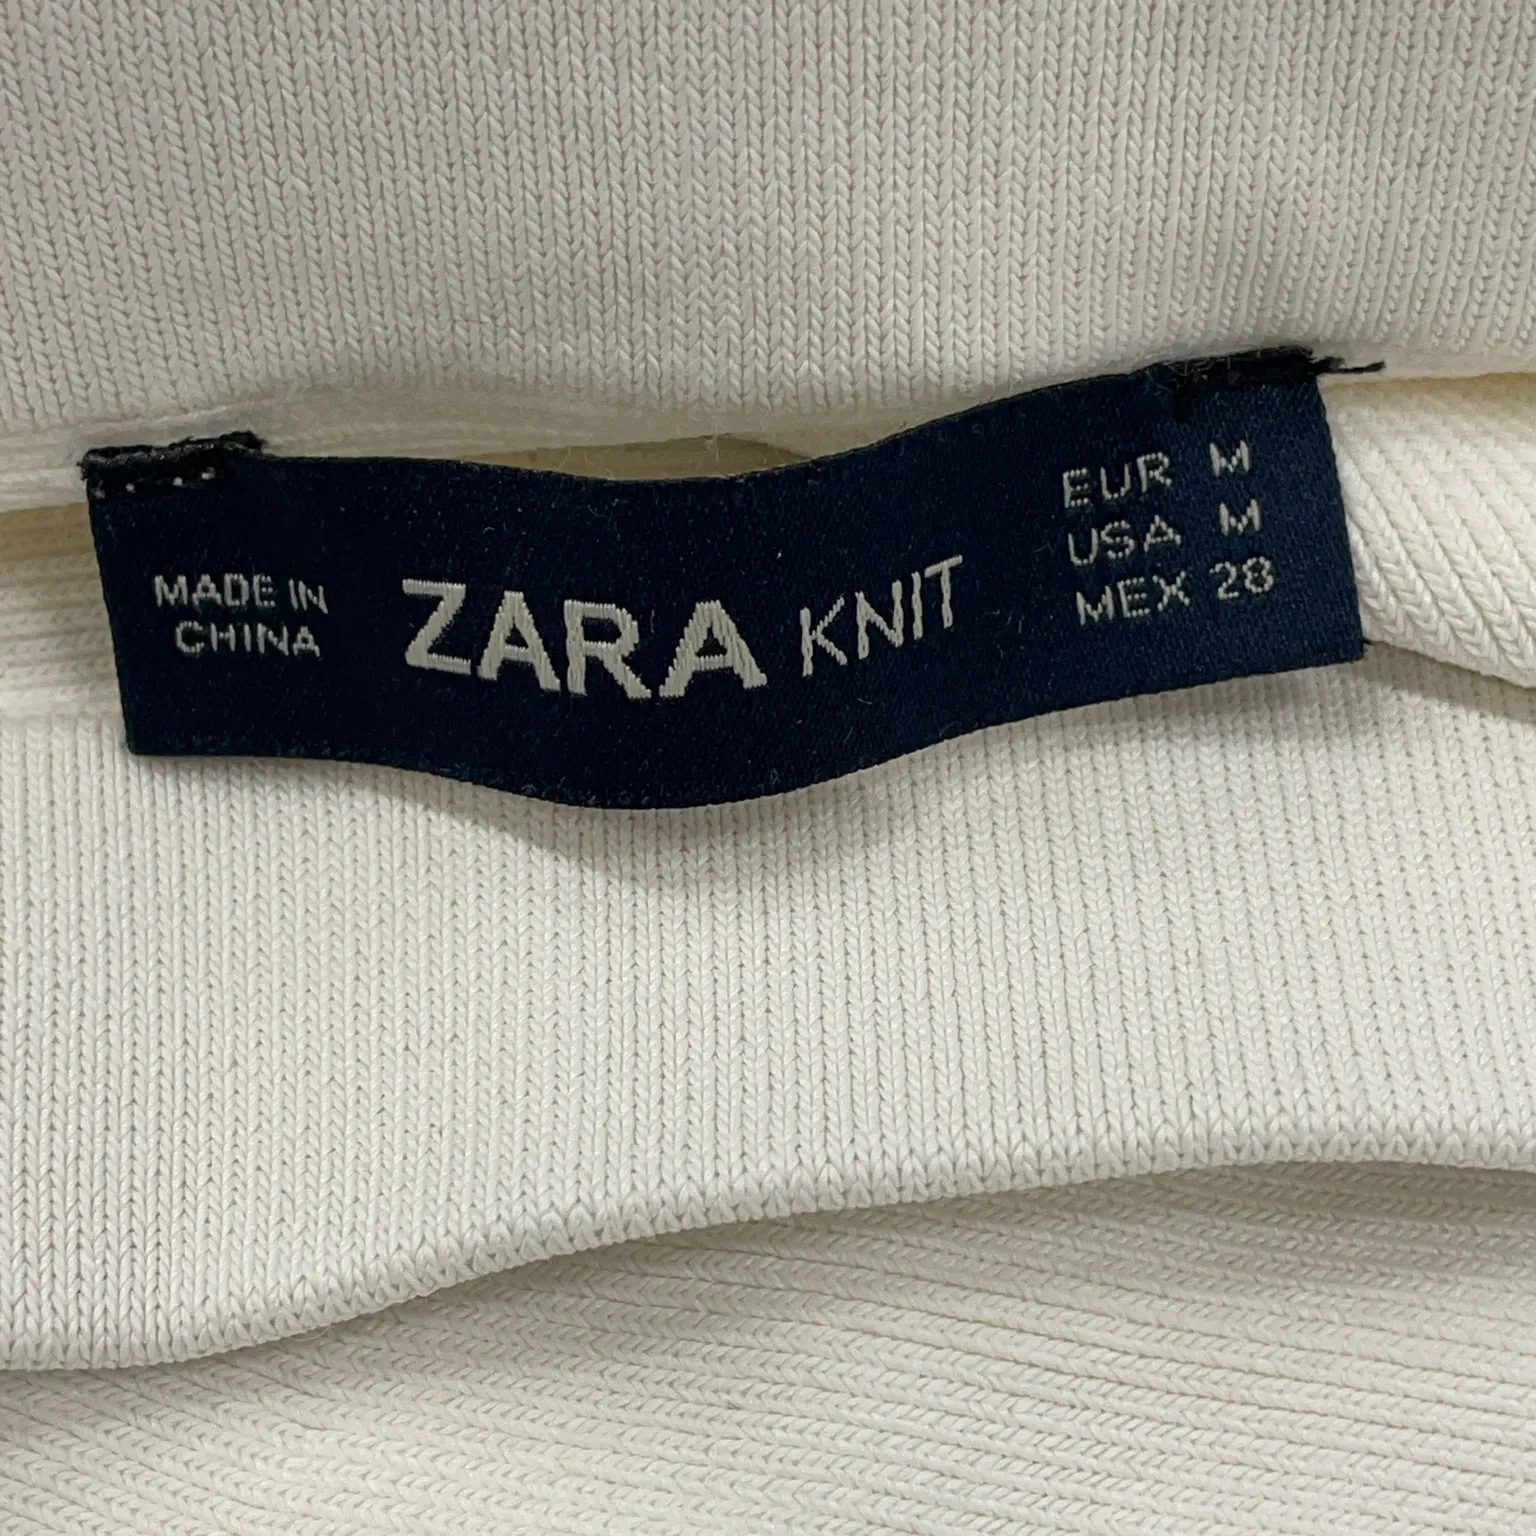 MADE IN
CHINA
ZARA KNIT
EUR M
USA M
MEX 28